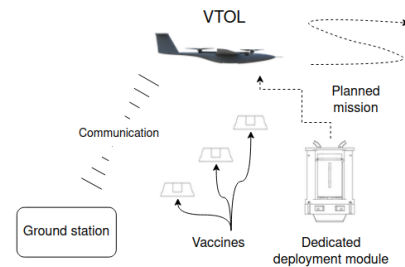 VTOL
Planned
mission
Communication
Ground station
Vaccines
Dedicated
deployment module